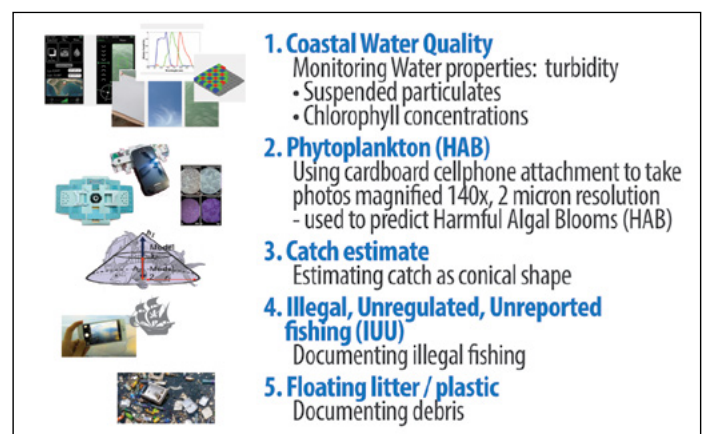 1. Coastal Water Quality
Monitoring Water properties: turbidity
• Suspended particulates
• Chlorophyll concentrations
2. Phytoplankton (HAB)
Using cardboard cellphone attachment to take
photos magnified 140x, 2 micron resolution
- used to predict Harmful Algal Blooms (HAB)
3. Catch estimate
Estimating catch as conical shape
4. Illegal, Unregulated, Unreported
fishing (IUU)
Documenting illegal fishing
5. Floating litter / plastic
Documenting debris